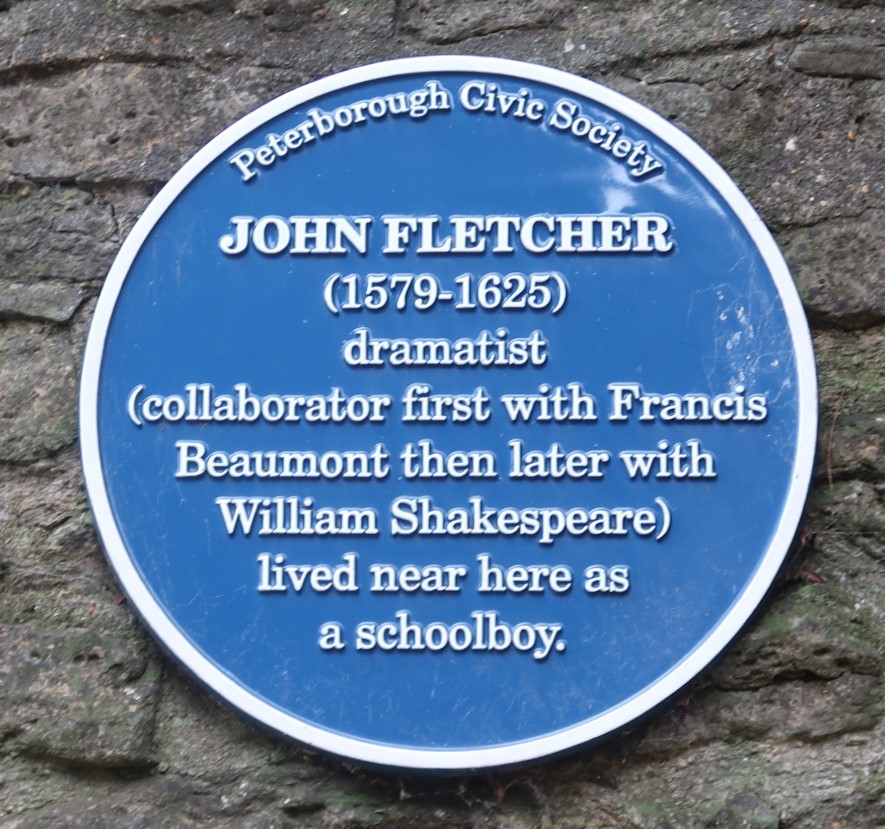 Peterborough Civic Society
JOHN FLETCHER
(1579-1625)
dramatist
(collaborator first with Francis
Beaumont then later with
William Shakespeare)
lived near here as
a schoolboy.